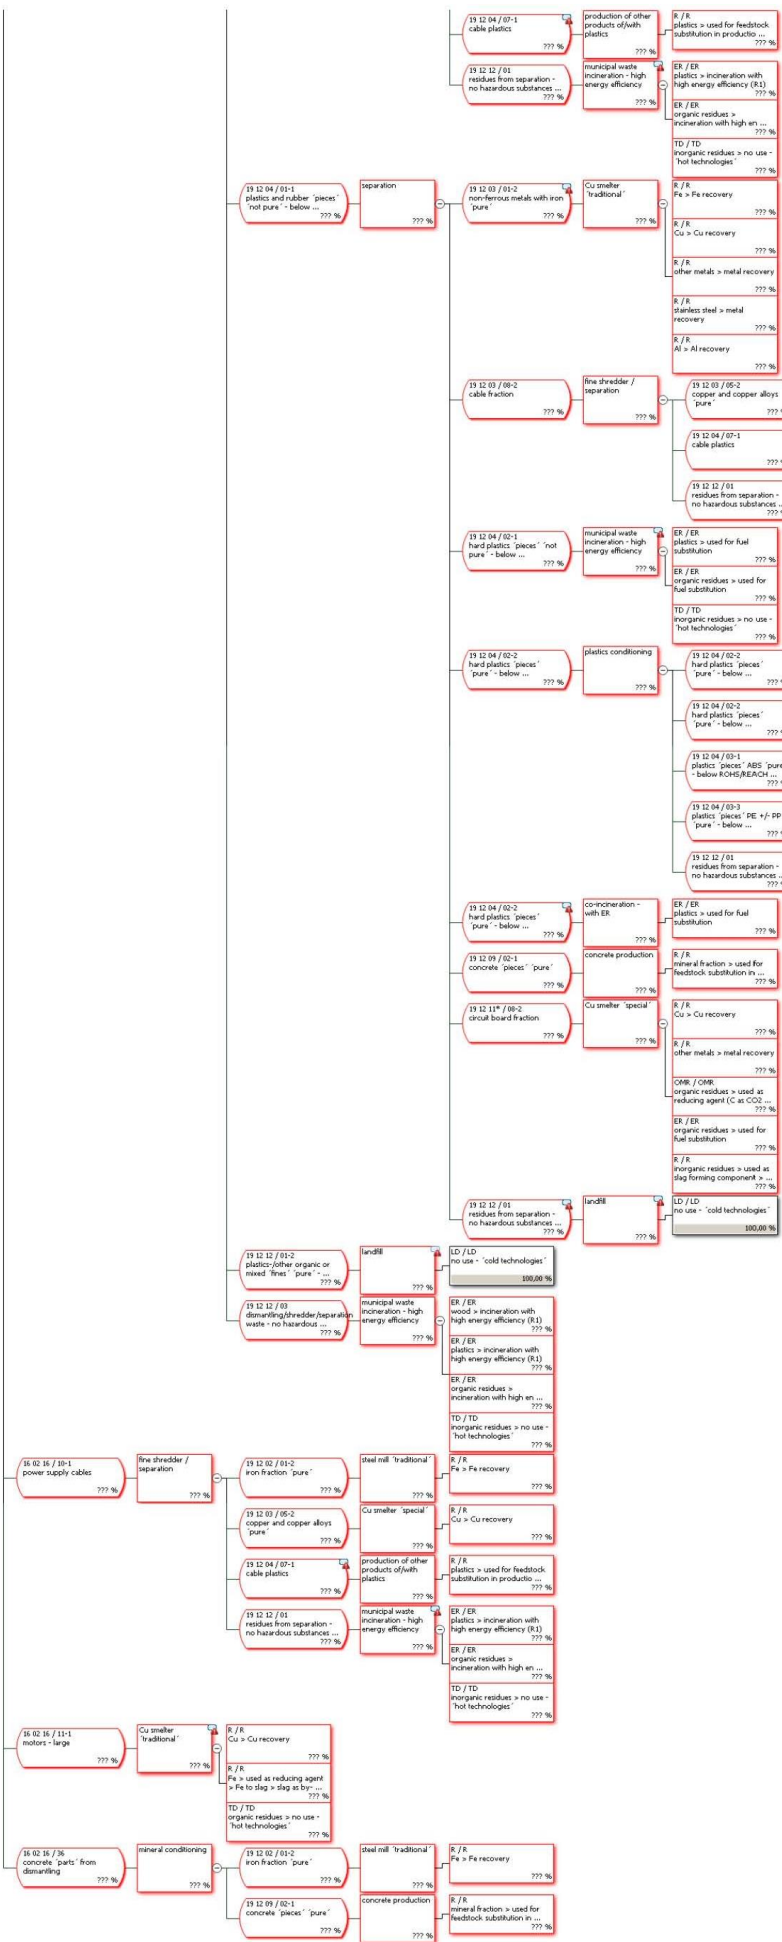 19 12 04 / 07-1
cable plastics
??? %
production of other
products of/with
plastics
??? %
R / R
plastics > used for feedstock
substitution in productio ...
??? %
19 12 12 / 01
residues from separation -
no hazardous substances ...
??? %
municipal waste
incineration - high
energy efficiency
??? %
ER / ER
plastics > incineration with
high energy efficiency (R1)
??? %
ER / ER
organic residues >
incineration with high en ...
??? %
TD / TD
inorganic residues > no use -
´hot technologies´
??? %
19 12 04 / 01-1
plastics and rubber ´pieces´
´not pure´ - below ...
??? %
separation
??? %
19 12 03 / 01-2
non-ferrous metals with iron
´pure´
??? %
Cu smelter
´traditional´
??? %
R / R
Fe > Fe recovery
??? %
R / R
Cu > Cu recovery
??? %
R / R
other metals > metal recovery
??? %
R / R
stainless steel > metal
recovery
??? %
R / R
Al > Al recovery
??? %
19 12 03 / 08-2
cable fraction
??? %
fine shredder /
separation
??? %
19 12 03 / 05-2
copper and copper alloys
´pure´
???
19 12 04 / 07-1
cable plastics
???
19 12 12 / 01
residues from separation -
no hazardous substances ...
???
19 12 04 / 02-1
hard plastics ´pieces´ ´not
pure´ - below ...
??? %
municipal waste
incineration - high
energy efficiency
??? %
ER / ER
plastics > used for fuel
substitution
??? %
ER / ER
organic residues > used for
fuel substitution
??? %
TD / TD
inorganic residues > no use -
´hot technologies´
??? %
19 12 04 / 02-2
hard plastics ´pieces´
´pure´ - below ...
??? %
plastics conditioning
??? %
19 12 04 / 02-2
hard plastics ´pieces´
´pure´ - below ...
???
19 12 04 / 02-2
hard plastics ´pieces´
´pure´ - below ...
???
19 12 04 / 03-1
plastics ´pieces´ ABS ´pure
- below ROHS/REACH ...
???
19 12 04 / 03-3
plastics ´pieces´ PE +/- PP
´pure´ - below ...
???
19 12 12 / 01
residues from separation -
no hazardous substances ...
???
19 12 04 / 02-2
hard plastics ´pieces´
´pure´ - below ...
??? %
co-incineration -
with ER
??? %
ER / ER
plastics > used for fuel
substitution
??? %
19 12 09 / 02-1
concrete ´pieces´ ´pure´
??? %
concrete production
??? %
R / R
mineral fraction > used for
feedstock substitution in ...
??? %
19 12 11* / 08-2
circuit board fraction
??? %
Cu smelter ´special´
??? %
R / R
Cu > Cu recovery
??? %
R / R
other metals > metal recovery
??? %
OMR / OMR
organic residues > used as
reducing agent (C as CO2 ...
??? %
ER / ER
organic residues > used for
fuel substitution
??? %
R / R
inorganic residues > used as
slag forming component > ...
??? %
19 12 12 / 01
residues from separation -
no hazardous substances ...
??? %
landfill
??? %
LD / LD
no use - ´cold technologies´
100,00 %
19 12 12 / 01-2
plastics-/other organic or
mixed ´fines´ ´pure´ - ...
??? %
landfill
??? %
LD / LD
no use - ´cold technologies´
100,00 %
19 12 12 / 03
dismantling/shredder/separation
waste - no hazardous ...
??? %
municipal waste
incineration - high
energy efficiency
??? %
ER / ER
wood > incineration with
high energy efficiency (R1)
??? %
ER / ER
plastics > incineration with
high energy efficiency (R1)
??? %
ER / ER
organic residues >
incineration with high en ...
??? %
TD / TD
inorganic residues > no use -
´hot technologies´
??? %
16 02 16 / 10-1
power supply cables
??? %
fine shredder /
separation
??? %
19 12 02 / 01-2
iron fraction ´pure´
??? %
steel mill ´traditional´
??? %
R / R
Fe > Fe recovery
??? %
19 12 03 / 05-2
copper and copper alloys
´pure´
??? %
Cu smelter ´special´
??? %
R / R
Cu > Cu recovery
??? %
19 12 04 / 07-1
cable plastics
??? %
production of other
products of/with
plastics
??? %
R / R
plastics > used for feedstock
substitution in productio ...
??? %
19 12 12 / 01
residues from separation -
no hazardous substances ...
??? %
municipal waste
incineration - high
energy efficiency
??? %
ER / ER
plastics > incineration with
high energy efficiency (R1)
??? %
ER / ER
organic residues >
incineration with high en ...
??? %
TD / TD
inorganic residues > no use -
´hot technologies´
??? %
16 02 16 / 11-1
motors - large
??? %
Cu smelter
´traditional´
??? %
R / R
Cu > Cu recovery
??? %
R / R
Fe > used as reducing agent
> Fe to slag > slag as by- ...
??? %
TD / TD
organic residues > no use -
´hot technologies´
??? %
16 02 16 / 36
concrete ´parts´ from
dismantling
??? %
mineral conditioning
??? %
19 12 02 / 01-2
iron fraction ´pure´
??? %
steel mill ´traditional´
??? %
R / R
Fe > Fe recovery
??? %
19 12 09 / 02-1
concrete ´pieces´ ´pure´
??? %
concrete production
??? %
R / R
mineral fraction > used for
feedstock substitution in ...
??? %